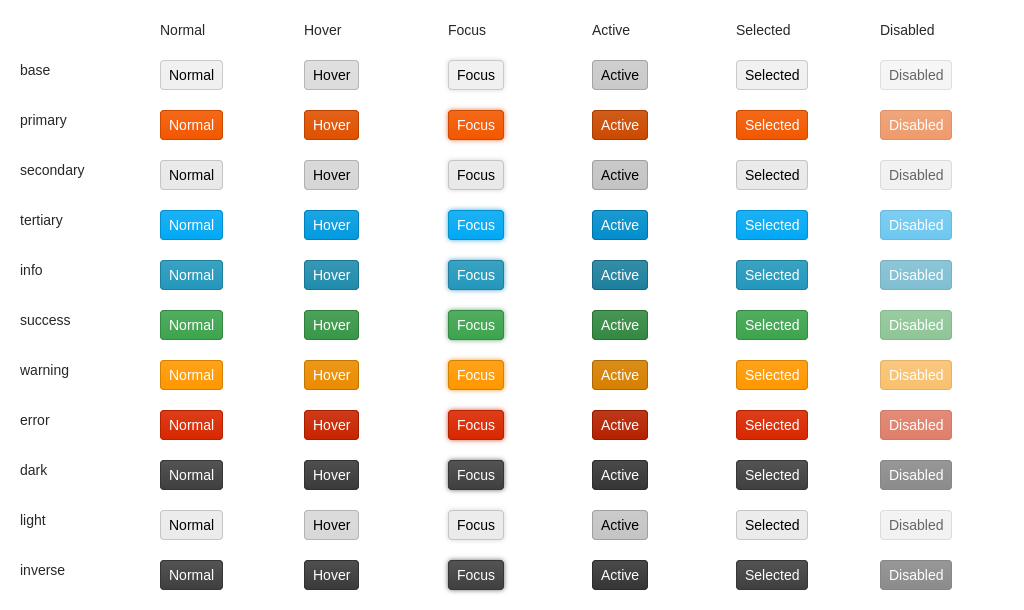 Normal Hover Focus Active Selected Disabled
base Normal Hover Focus Active Selected Disabled
primary Normal Hover Focus Active Selected Disabled
secondary Normal Hover Focus Active Selected Disabled
tertiary Normal Hover Focus Active Selected Disabled
info Normal Hover Focus Active Selected Disabled
success Normal Hover Focus Active Selected Disabled
warning Normal Hover Focus Active Selected Disabled
error Normal Hover Focus Active Selected Disabled
dark Normal Hover Focus Active Selected Disabled
light Normal Hover Focus Active Selected Disabled
inverse Normal Hover Focus Active Selected Disabled